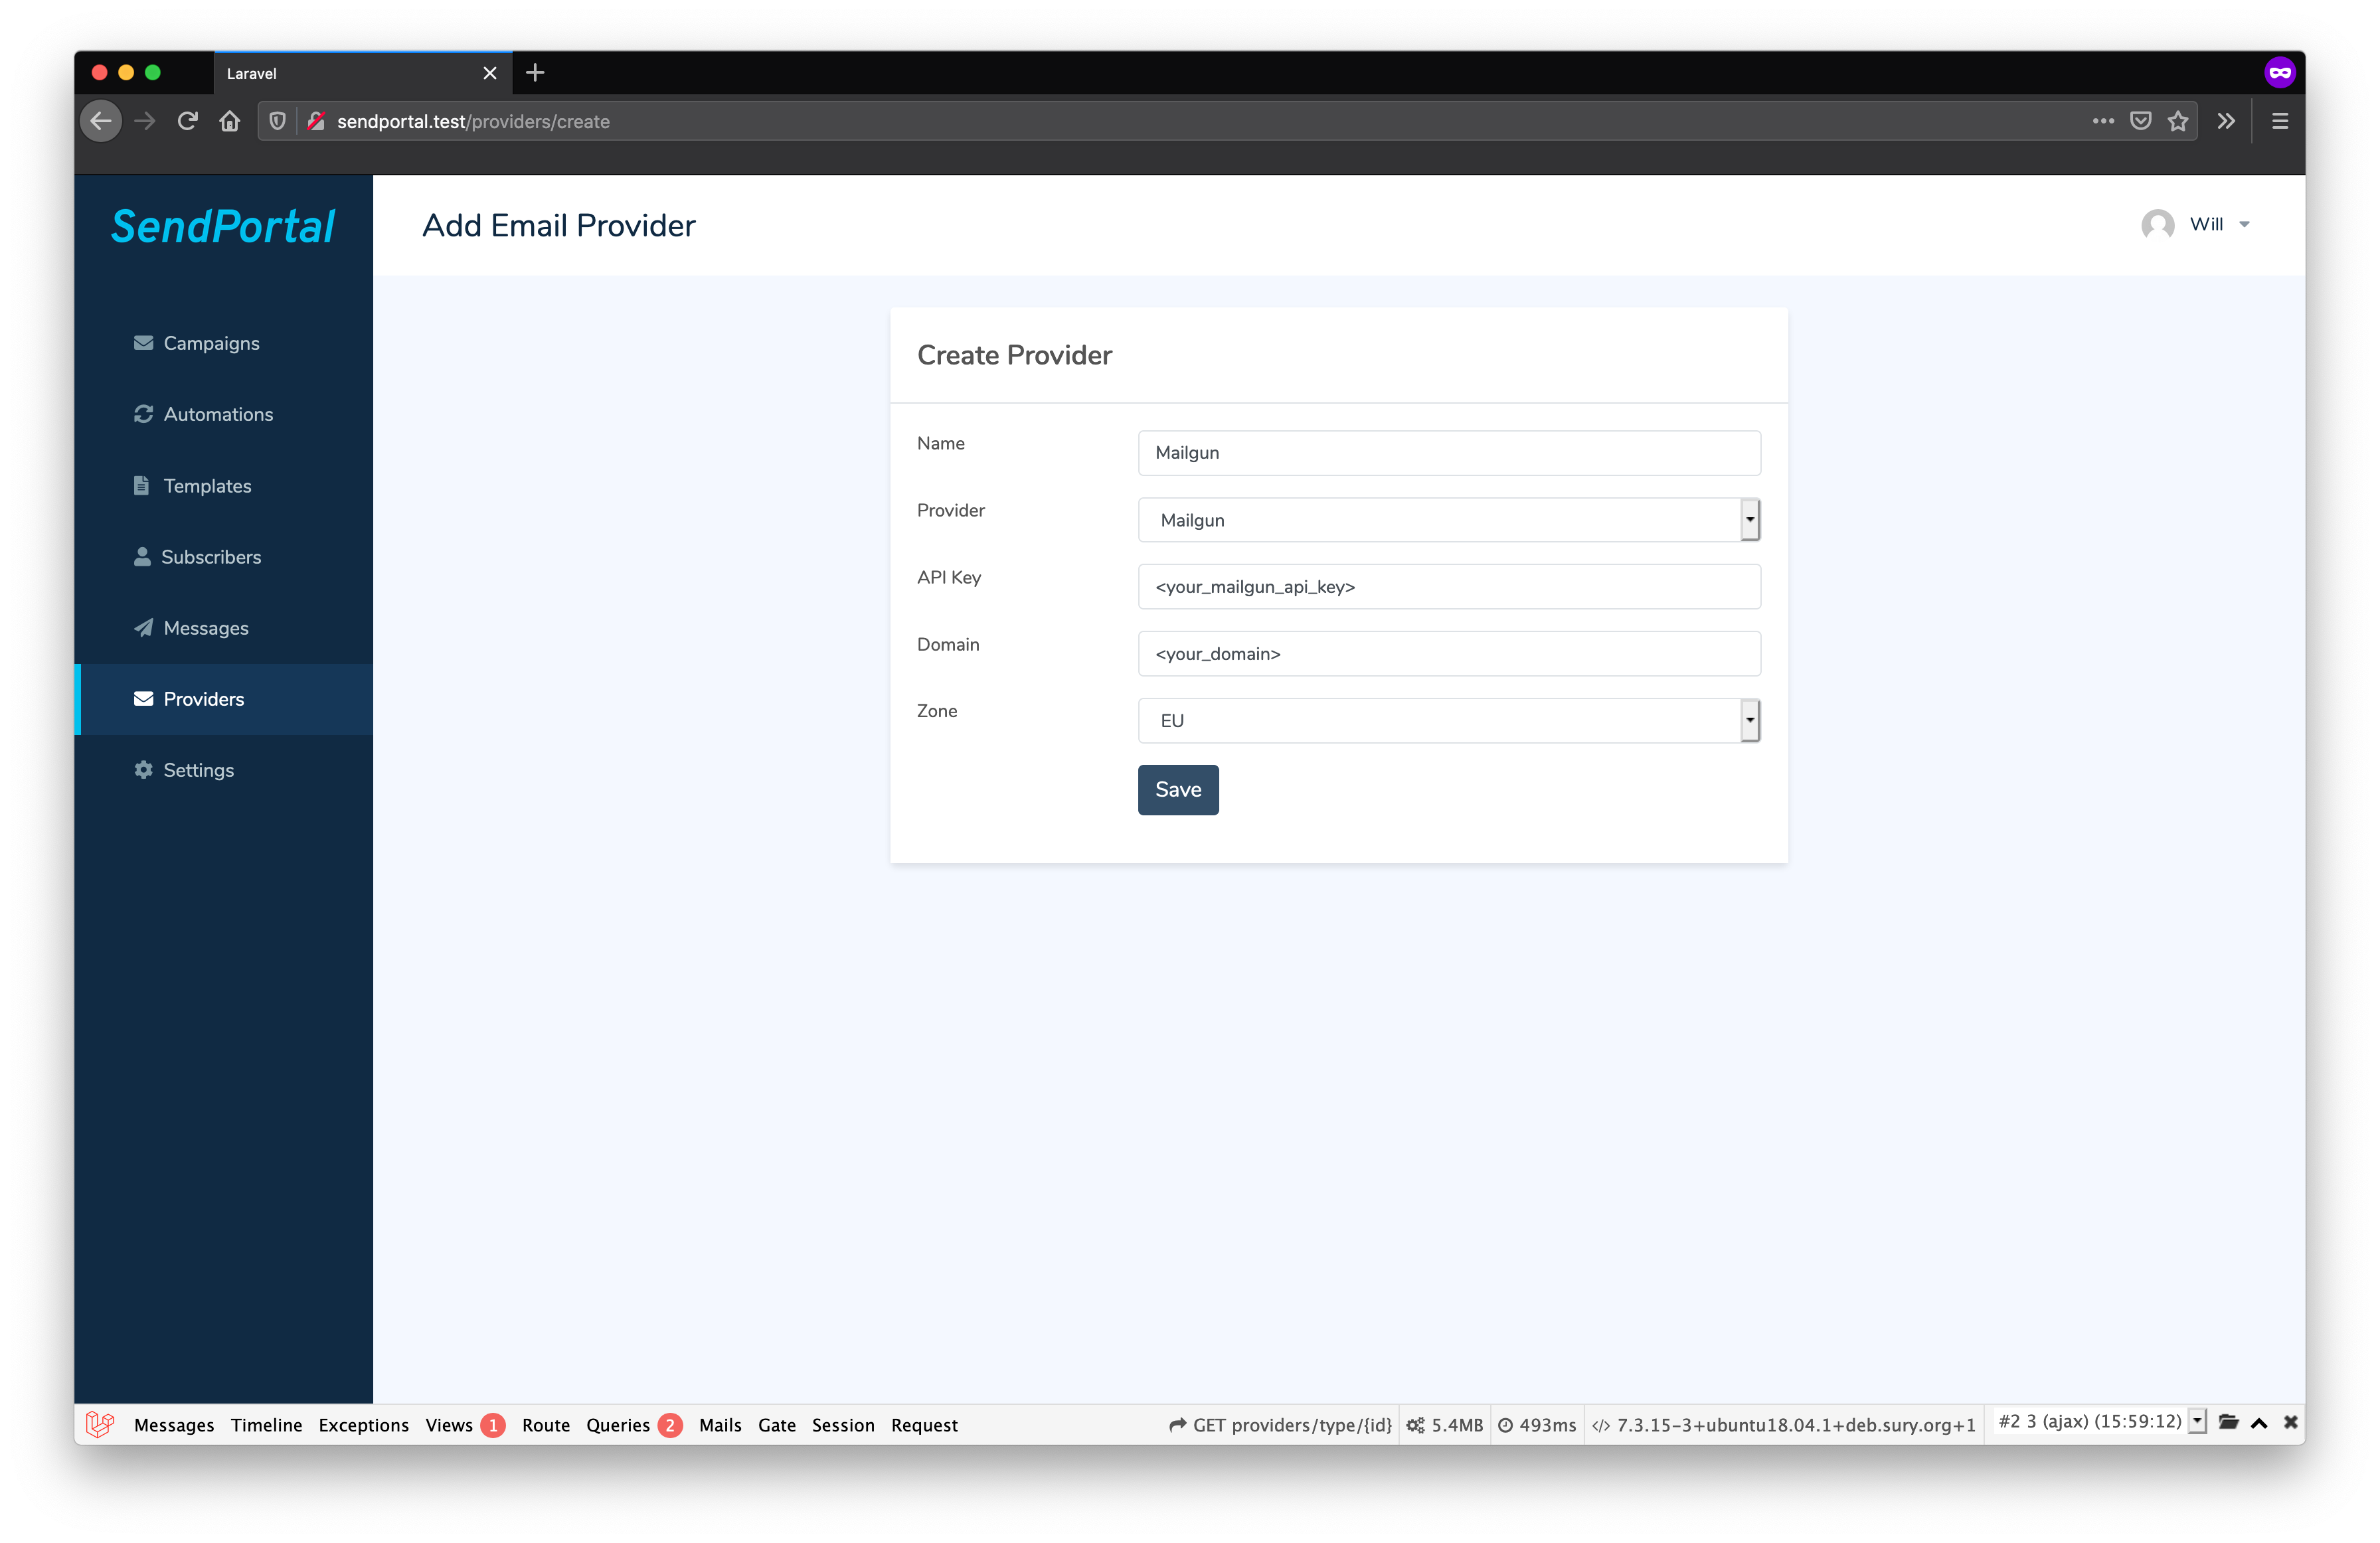 Laravel
sendportal.test/providers/create
SendPortal
Add Email Provider
Will
Campaigns
Automations
Templates
Subscribers
Messages
Providers
Settings
Create Provider
Name
Mailgun
Provider
Mailgun
API Key
<your_mailgun_api_key>
Domain
<your_domain>
Zone
EU
Save
Messages Timeline Exceptions Views 1 Route Queries 2 Mails Gate Session Request GET providers/type/{id} 5.4MB 493ms </> 7.3.15-3+ubuntu18.04.1+deb.sury.org+1 #2 3 (ajax) (15:59:12)